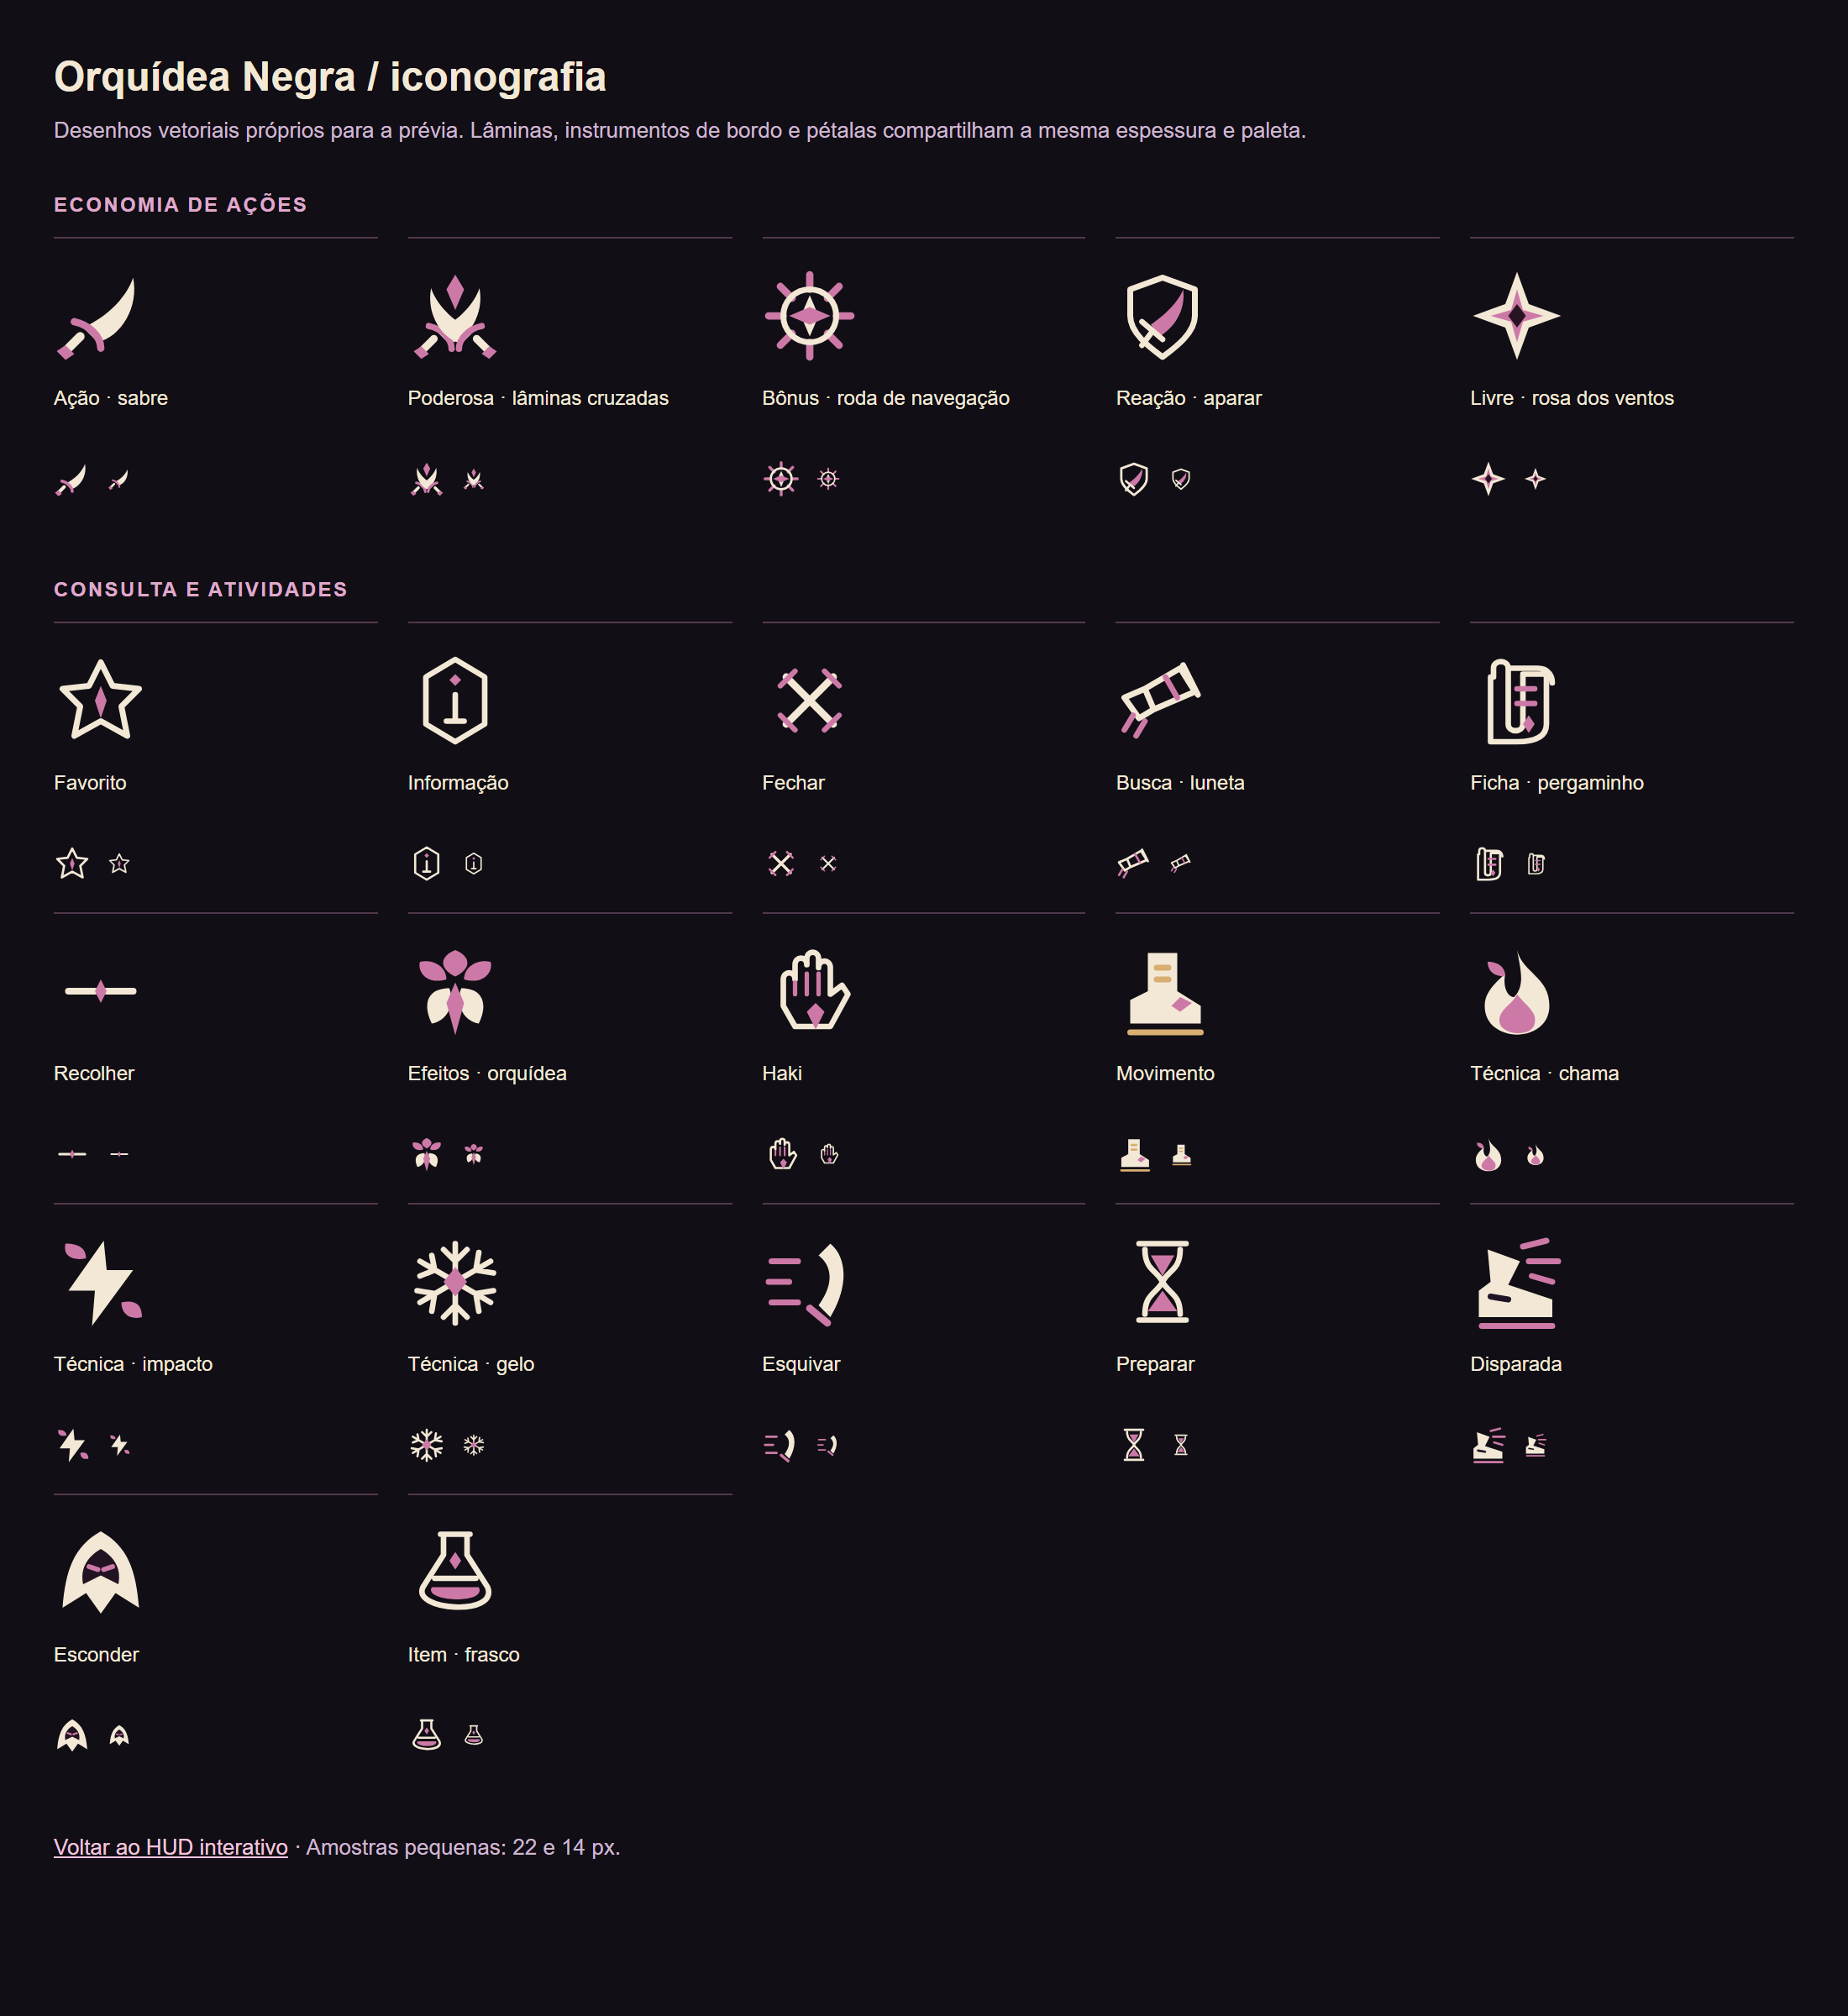 Orquídea Negra / iconografia
Desenhos vetoriais próprios para a prévia. Lâminas, instrumentos de bordo e pétalas compartilham a mesma espessura e paleta.
ECONOMIA DE AÇÕES
Ação · sabre
Poderosa · lâminas cruzadas
Bônus · roda de navegação
Reação · aparar
Livre · rosa dos ventos
CONSULTA E ATIVIDADES
Favorito
Informação
Fechar
Busca · luneta
Ficha · pergaminho
Recolher
Efeitos · orquídea
Haki
Movimento
Técnica · chama
Técnica · impacto
Técnica · gelo
Esquivar
Preparar
Disparada
Esconder
Item · frasco
Voltar ao HUD interativo · Amostras pequenas: 22 e 14 px.